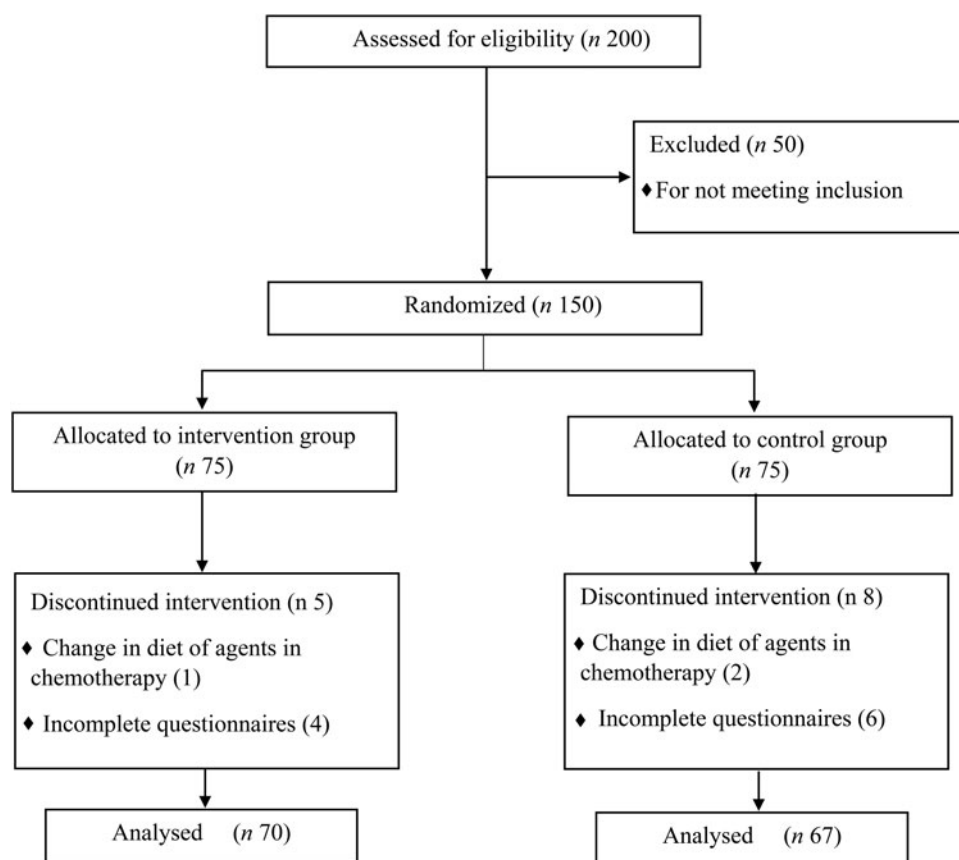 Assessed for eligibility (n 200)
Excluded (n 50)
♦ For not meeting inclusion
Randomized (n 150)
Allocated to intervention group
(n 75)
Allocated to control group
(n 75)
Discontinued intervention (n 5)
♦ Change in diet of agents in
chemotherapy (1)
♦ Incomplete questionnaires (4)
Discontinued intervention (n 8)
♦ Change in diet of agents in
chemotherapy (2)
♦ Incomplete questionnaires (6)
Analysed (n 70)
Analysed (n 67)